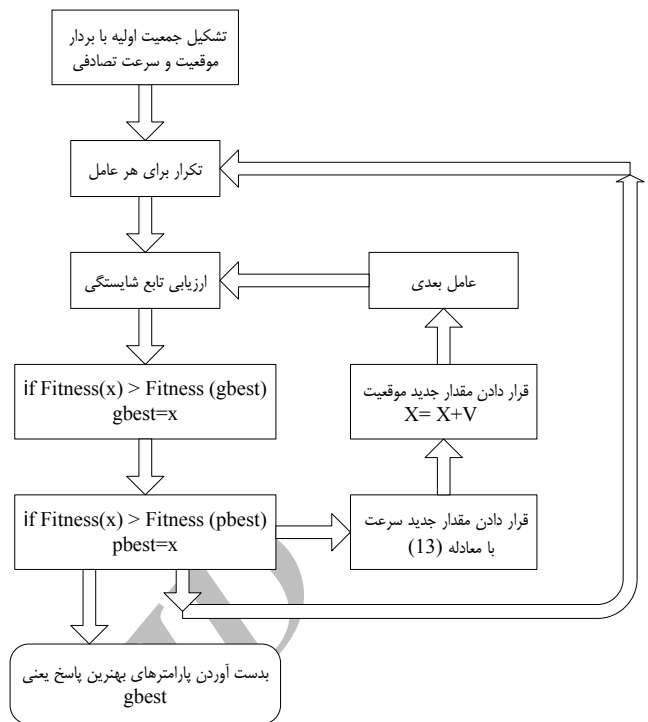 تشکیل جمعیت اولیه با بردار
موقعیت و سرعت تصادفی
تکرار برای هر عامل
ارزیابی تابع شایستگی
عامل بعدی
if Fitness(x) > Fitness (gbest)
gbest=x
قرار دادن مقدار جدید موقعیت
X= X+V
if Fitness(x) > Fitness (pbest)
pbest=x
قرار دادن مقدار جدید سرعت
با معادله (13)
بدست آوردن پارامترهای بهنرین پاسخ یعنی
gbest